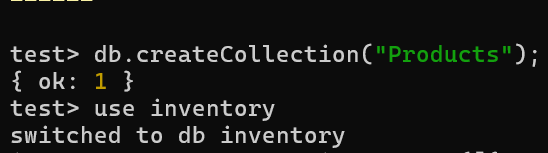 test> db.createCollection("Products");
{ ok: 1 }
test> use inventory
switched to db inventory